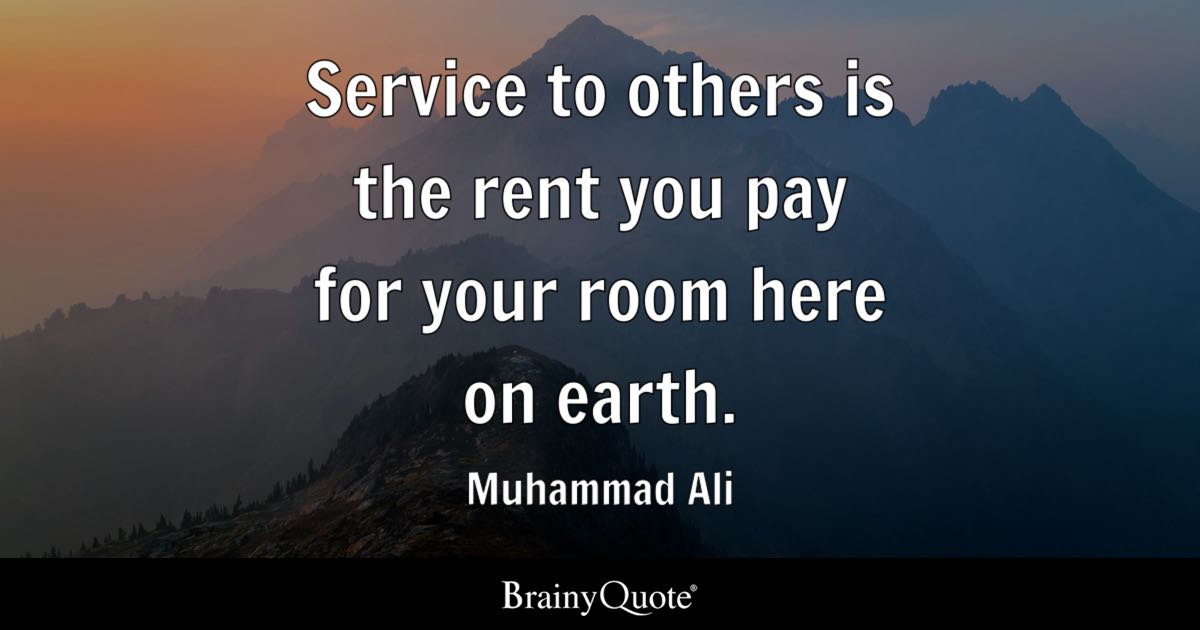 Service to others is
the rent you pay
for your room here
on earth.
Muhammad Ali
BrainyQuote®